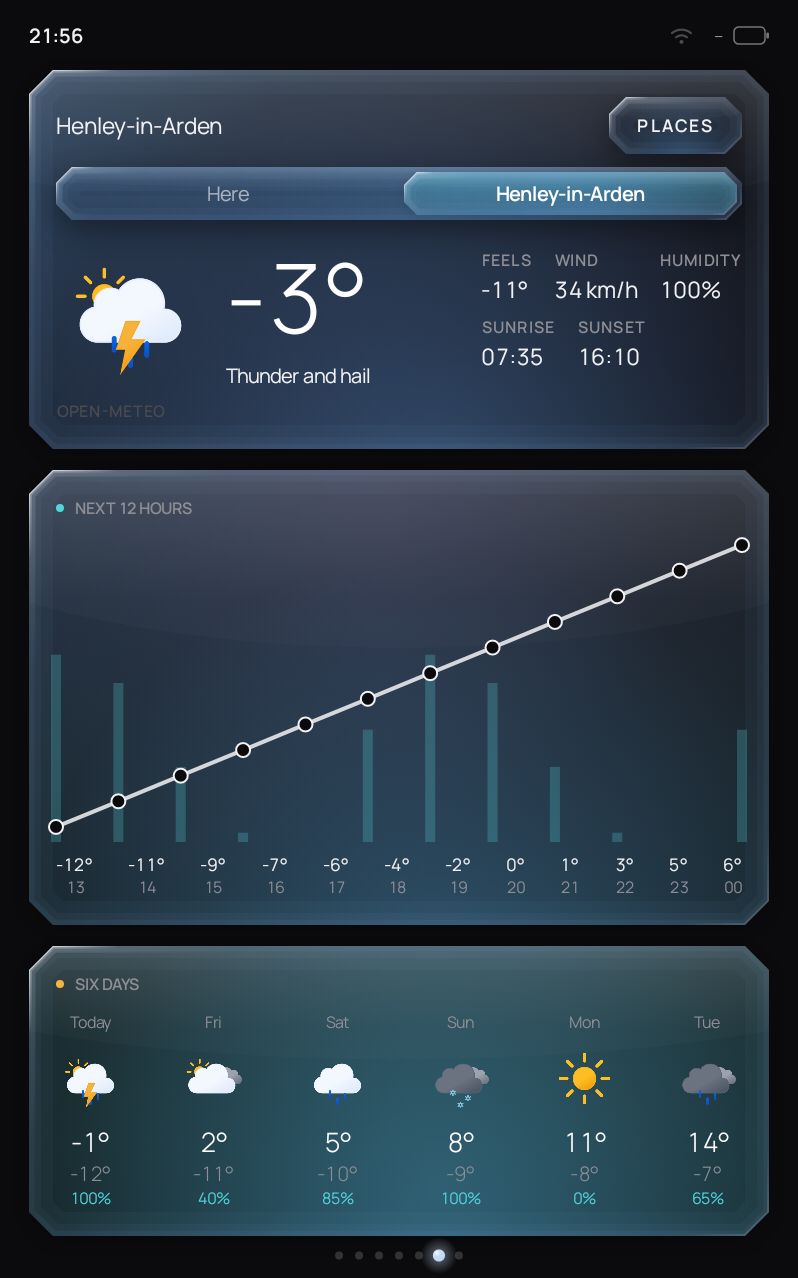 21:56
–
Henley-in-Arden
PLACES
Here Henley-in-Arden
FEELS WIND HUMIDITY
-11° 34 km/h 100%
-3°
SUNRISE SUNSET
07:35 16:10
Thunder and hail
OPEN-METEO
NEXT 12 HOURS
-12° -11° -9° -7° -6° -4° -2° 0° 1° 3° 5° 6°
13 14 15 16 17 18 19 20 21 22 23 00
SIX DAYS
Today Fri Sat Sun Mon Tue
-1° 2° 5° 8° 11° 14°
-12° -11° -10° -9° -8° -7°
100% 40% 85% 100% 0% 65%